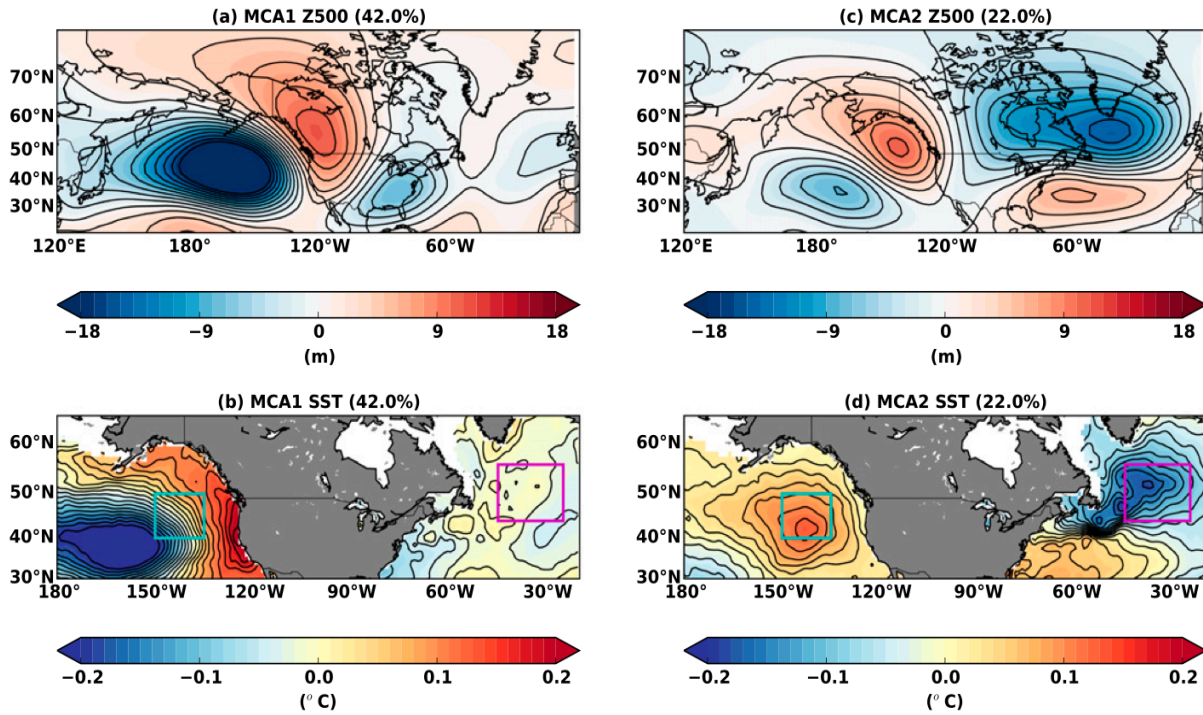 (a) MCA1 Z500 (42.0%)
70°N
60°N
50°N
40°N
30°N
120°E 180° 120°W 60°W
−18 −9 0 9 18
(m)
(c) MCA2 Z500 (22.0%)
70°N
60°N
50°N
40°N
30°N
120°E 180° 120°W 60°W
−18 −9 0 9 18
(m)
(b) MCA1 SST (42.0%)
60°N
50°N
40°N
30°N
180° 150°W 120°W 90°W 60°W 30°W
−0.2 −0.1 0.0 0.1 0.2
(° C)
(d) MCA2 SST (22.0%)
60°N
50°N
40°N
30°N
180° 150°W 120°W 90°W 60°W 30°W
−0.2 −0.1 0.0 0.1 0.2
(° C)